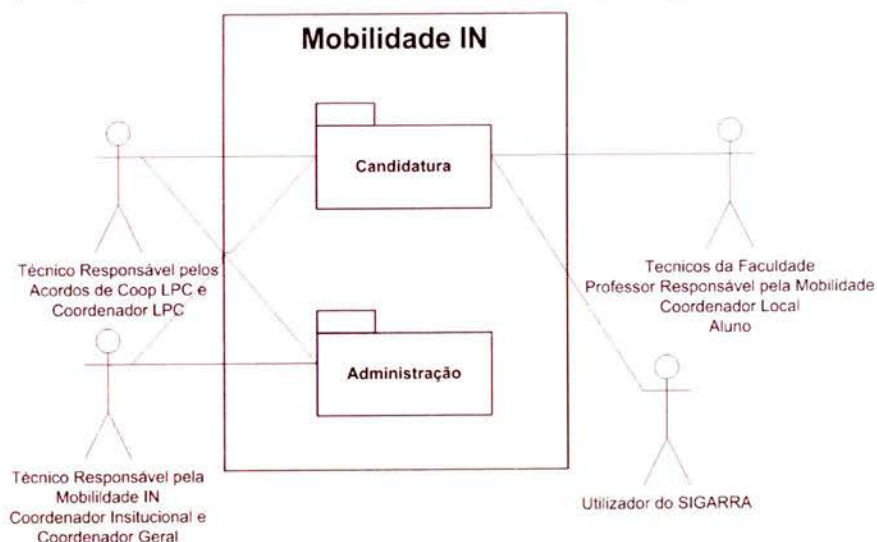 Mobilidade IN
Candidatura
Técnico Responsável pelos
Acordos de Coop LPC e
Coordenador LPC
Tecnicos da Faculdade
Professor Responsável pela Mobilidade
Coordenador Local
Aluno
Administração
Técnico Responsável pela
Mobilildade IN
Coordenador Insitucional e
Coordenador Geral
Utilizador do SIGARRA